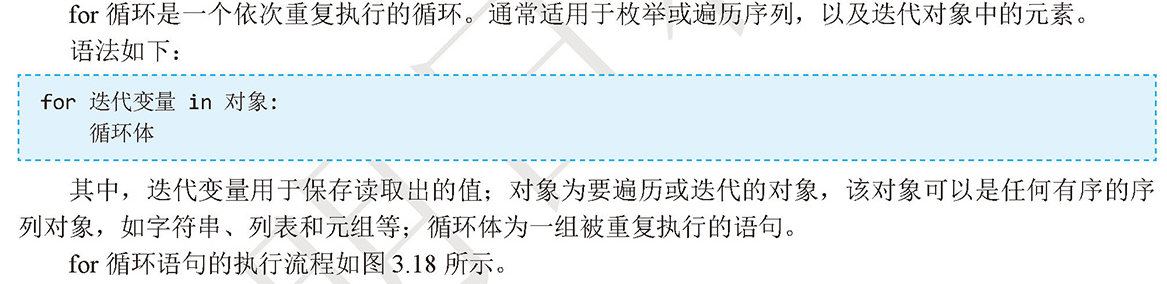 for 循环是一个依次重复执行的循环。通常适用于枚举或遍历序列，以及迭代对象中的元素。
语法如下：
for 迭代变量 in 对象:
    循环体
其中，迭代变量用于保存读取出的值；对象为要遍历或迭代的对象，该对象可以是任何有序的序
列对象，如字符串、列表和元组等；循环体为一组被重复执行的语句。
for 循环语句的执行流程如图 3.18 所示。